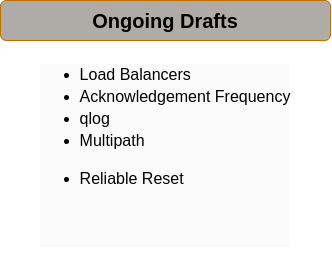 Ongoing Drafts
• Load Balancers
• Acknowledgement Frequency
• qlog
• Multipath
• Reliable Reset